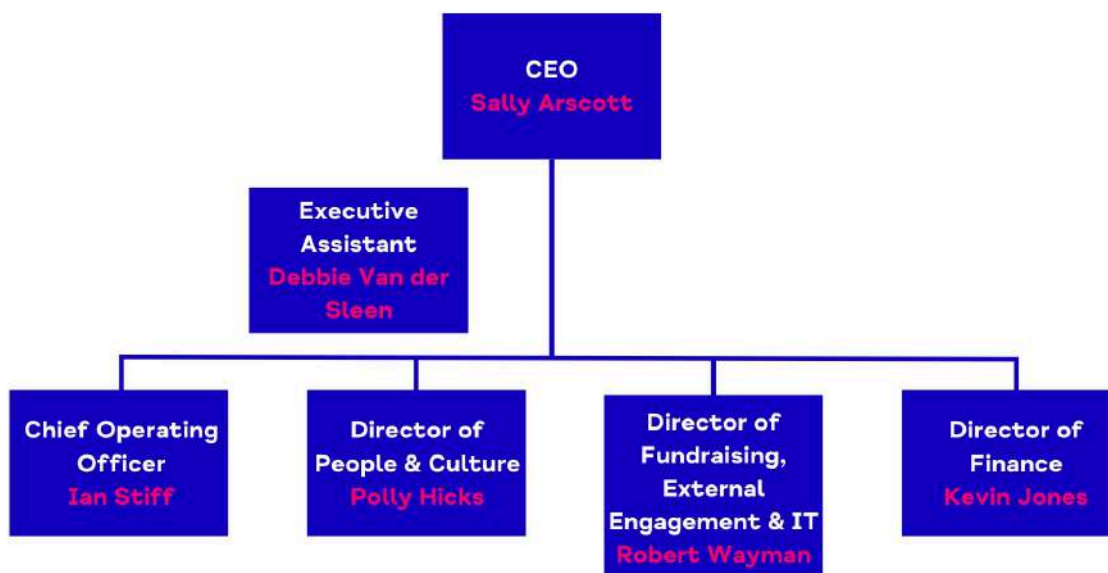 CEO
Sally Arscott
Executive
Assistant
Debbie Van der
Sleen
Chief Operating
Officer
Ian Stiff
Director of
People & Culture
Polly Hicks
Director of
Fundraising,
External
Engagement & IT
Robert Wayman
Director of
Finance
Kevin Jones